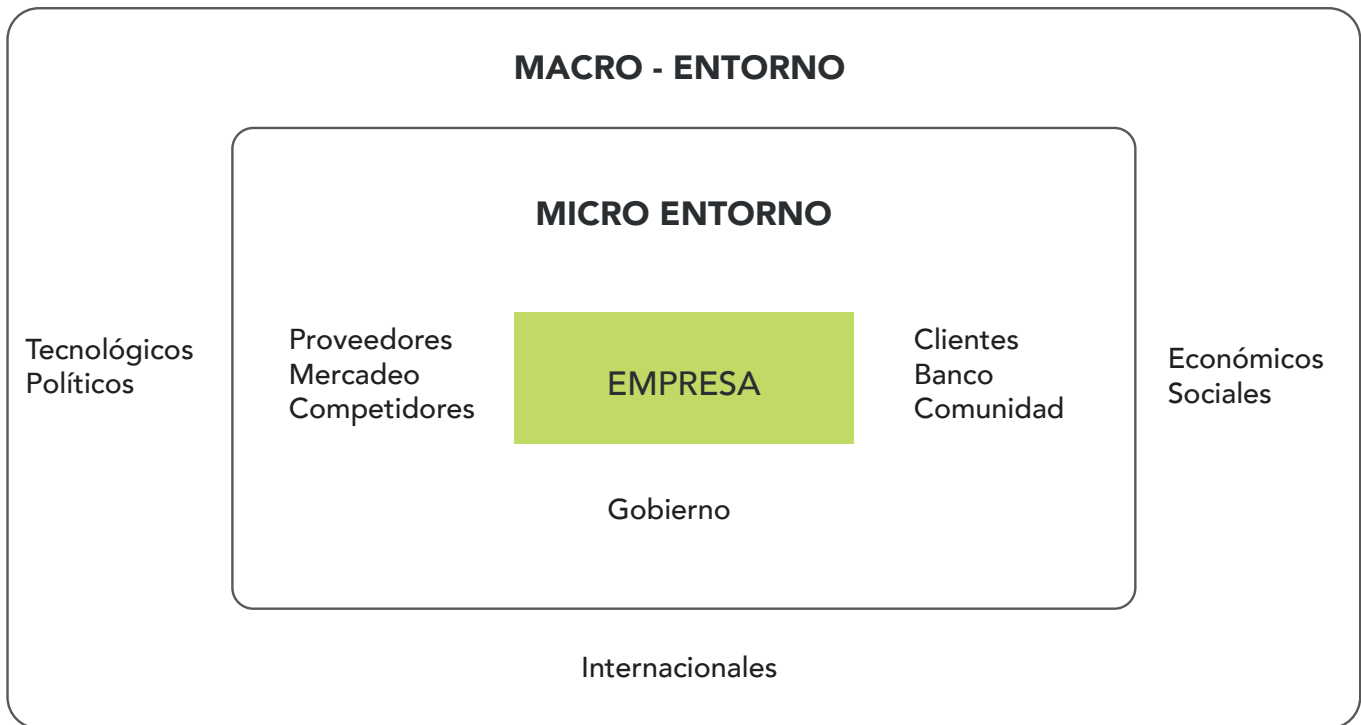 MACRO - ENTORNO
MICRO ENTORNO
Tecnológicos
Políticos
Proveedores
Mercadeo
Competidores
EMPRESA
Clientes
Banco
Comunidad
Económicos
Sociales
Gobierno
Internacionales